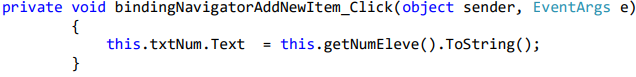 private void bindingNavigatorAddNewItem_Click(object sender, EventArgs e)
{
this.txtNum.Text  = this.getNumEleve().ToString();
}